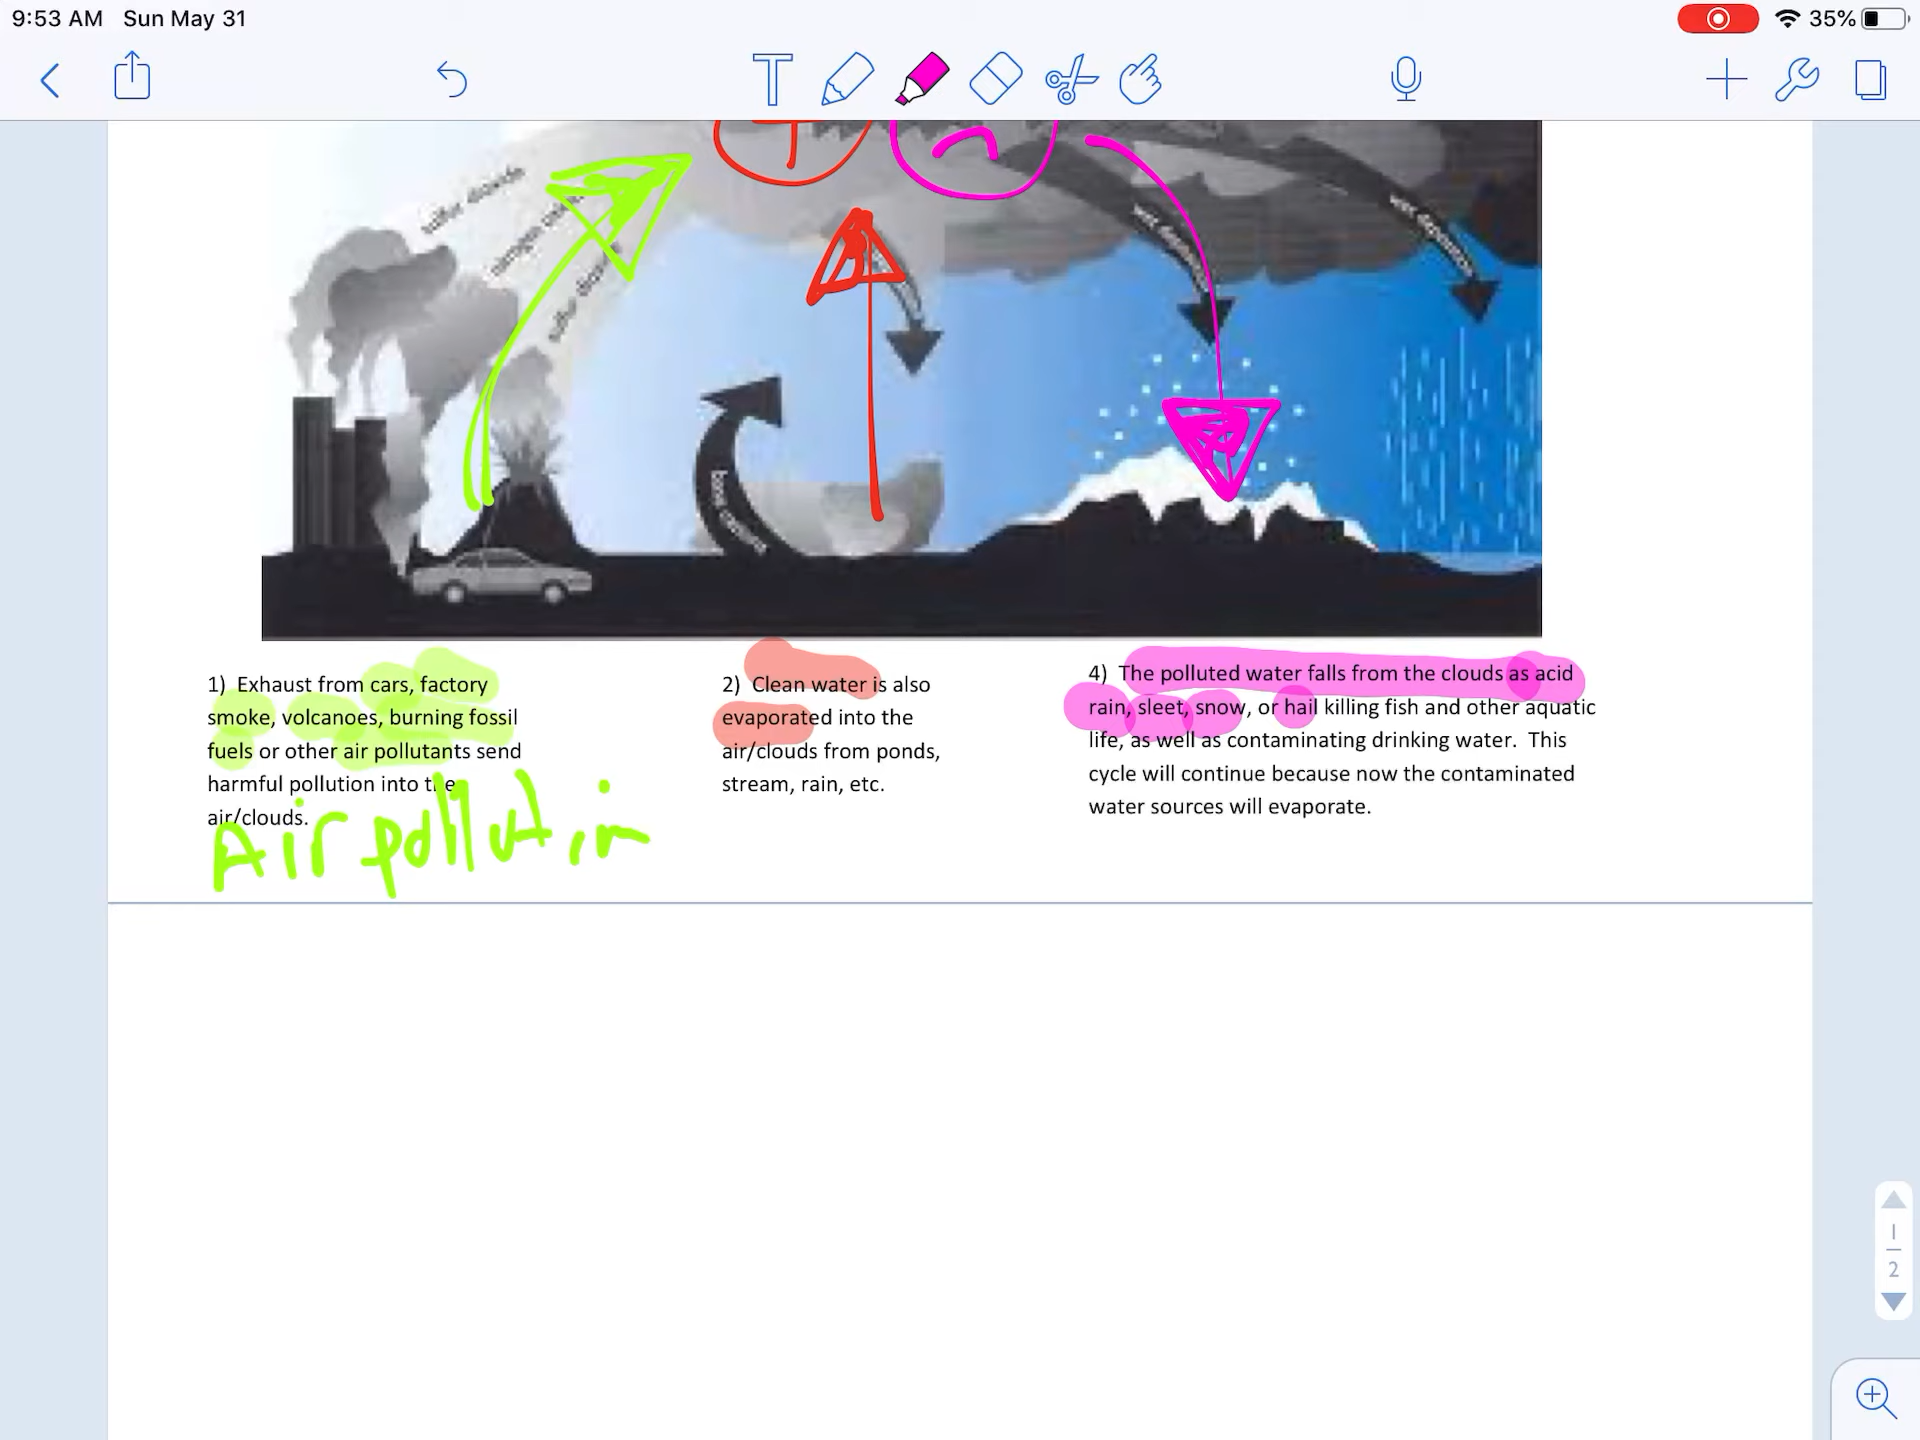 9:53 AM Sun May 31
35%
T
sulfur dioxide
wet deposition
1) Exhaust from cars, factory
smoke, volcanoes, burning fossil
fuels or other air pollutants send
harmful pollution into the
air/clouds.
Air pollution
2) Clean water is also
evaporated into the
air/clouds from ponds,
stream, rain, etc.
4) The polluted water falls from the clouds as acid
rain, sleet, snow, or hail killing fish and other aquatic
life, as well as contaminating drinking water. This
cycle will continue because now the contaminated
water sources will evaporate.
1
2